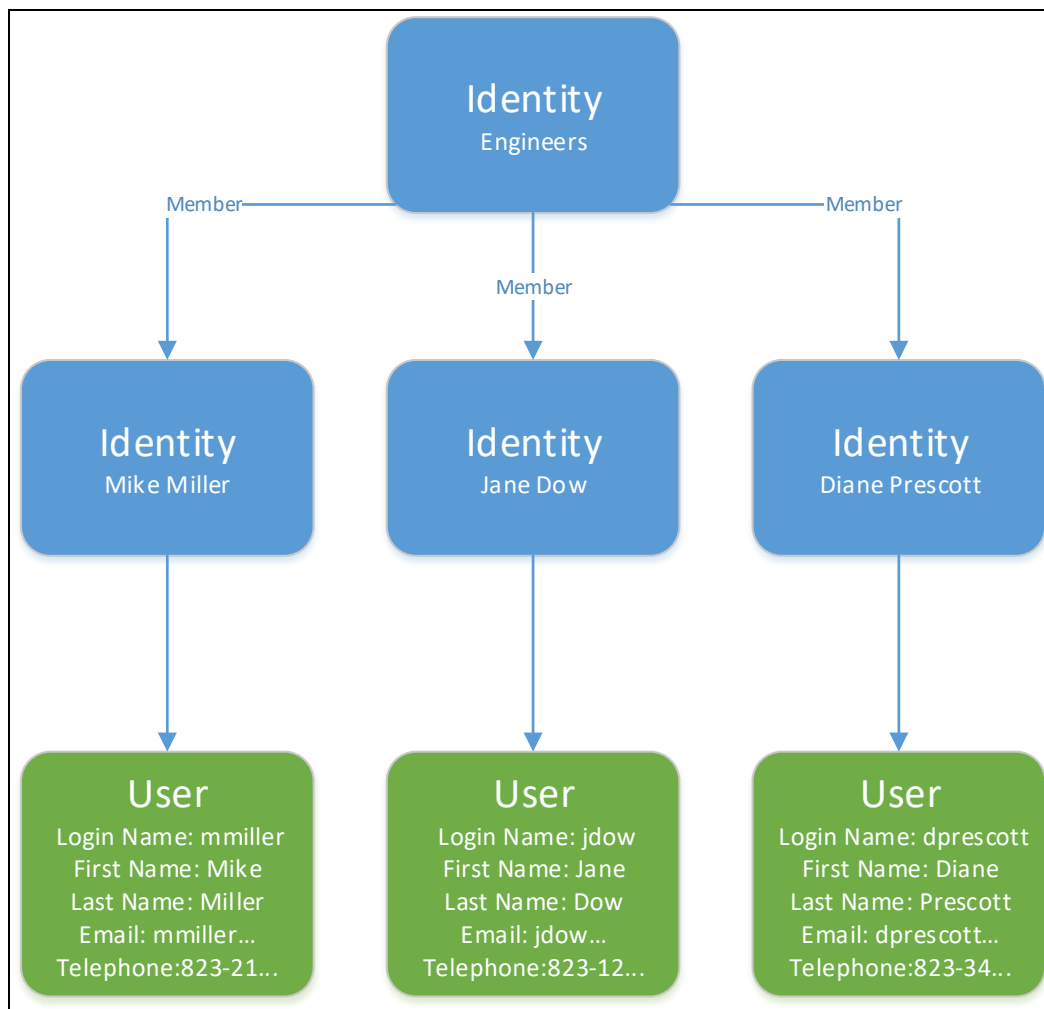 Identity
Engineers
Member
Member
Member
Identity
Mike Miller
Identity
Jane Dow
Identity
Diane Prescott
User
Login Name: mmiller
First Name: Mike
Last Name: Miller
Email: mmiller...
Telephone:823-21...
User
Login Name: jdow
First Name: Jane
Last Name: Dow
Email: jdow...
Telephone:823-12...
User
Login Name: dprescott
First Name: Diane
Last Name: Prescott
Email: dprescott...
Telephone:823-34...